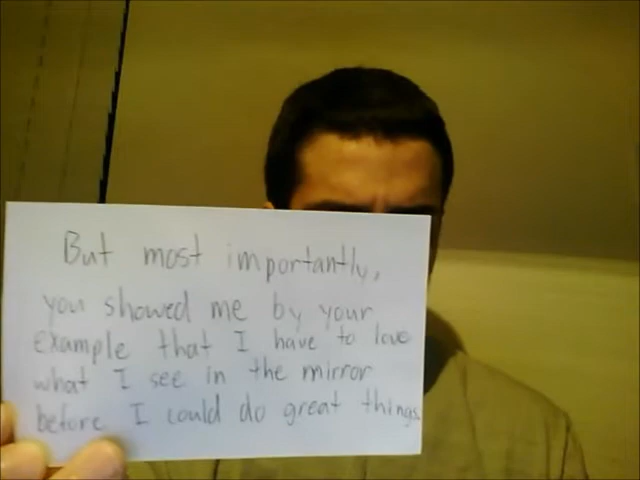 But most importantly,
you showed me by your
example that I have to love
what I see in the mirror
before I could do great things.